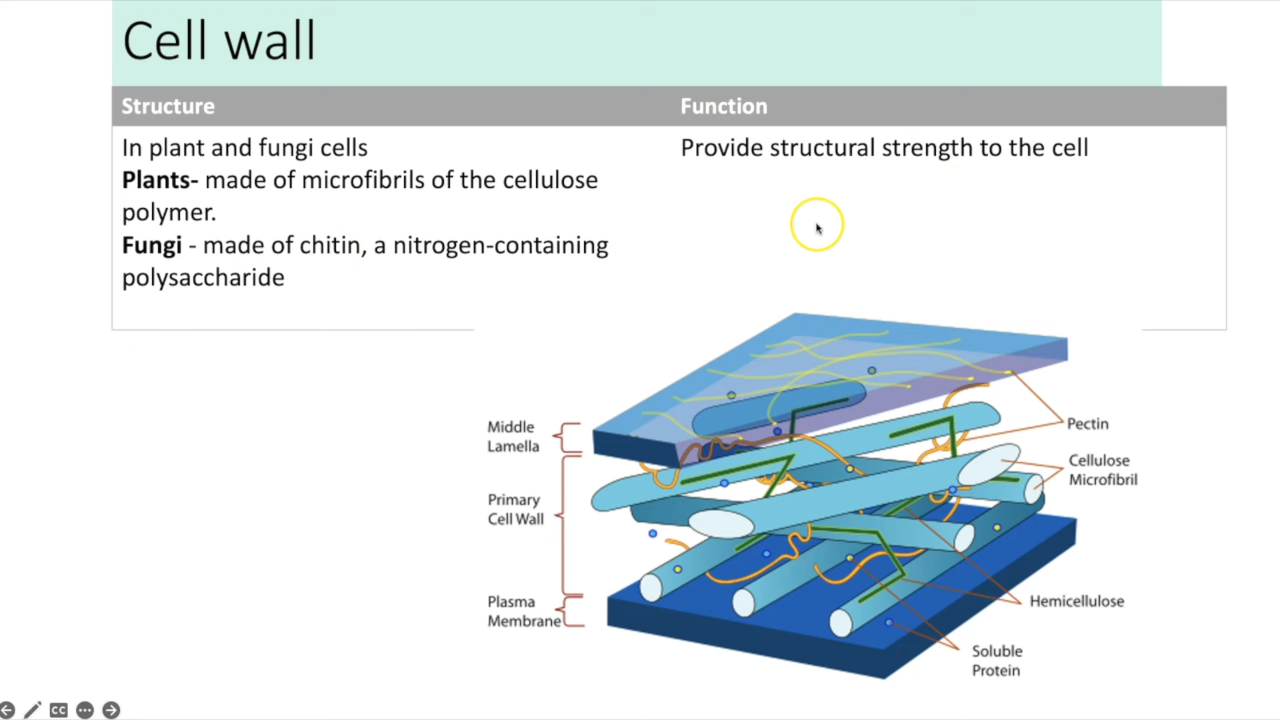 Cell wall
Structure
Function
In plant and fungi cells
Plants- made of microfibrils of the cellulose
polymer.
Fungi - made of chitin, a nitrogen-containing
polysaccharide
Provide structural strength to the cell
Middle
Lamella
Primary
Cell Wall
Plasma
Membrane
Pectin
Cellulose
Microfibril
Hemicellulose
Soluble
Protein
CC